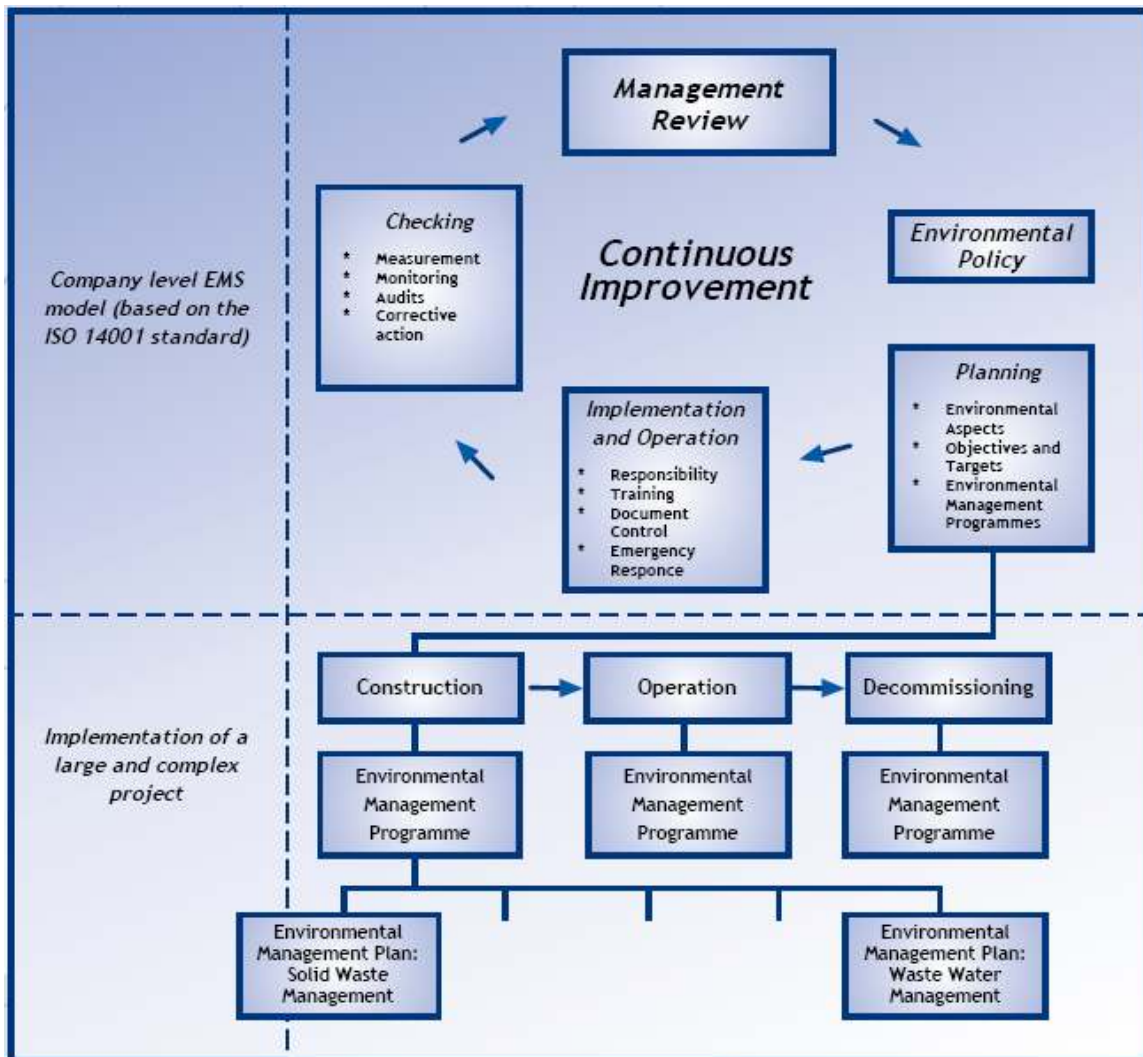 Management
Review
Checking
* Measurement
* Monitoring
* Audits
* Corrective
action
Continuous
Improvement
Environmental
Policy
Company level EMS
model (based on the
ISO 14001 standard)
Implementation
and Operation
* Responsibility
* Training
* Document
Control
* Emergency
Responce
Planning
* Environmental
Aspects
* Objectives and
Targets
* Environmental
Management
Programmes
Implementation of a
large and complex
project
Construction
Operation
Decommissioning
Environmental
Management
Programme
Environmental
Management
Programme
Environmental
Management
Programme
Environmental
Management Plan:
Solid Waste
Management
Environmental
Management Plan:
Waste Water
Management